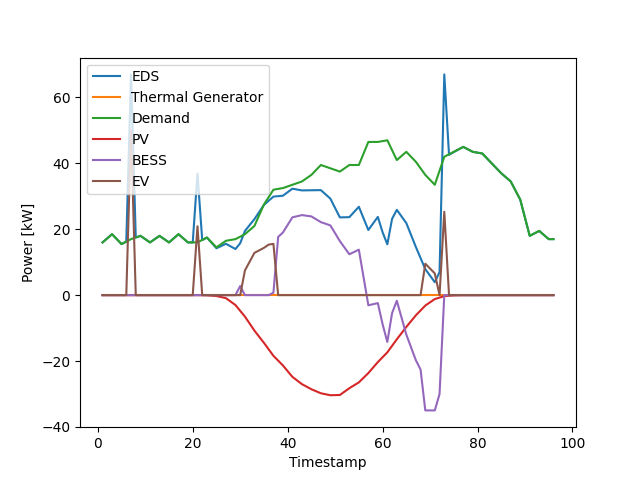 EDS
Thermal Generator
Demand
PV
BESS
EV
Power [kW]
60
40
20
0
−20
−40
0 20 40 60 80 100
Timestamp